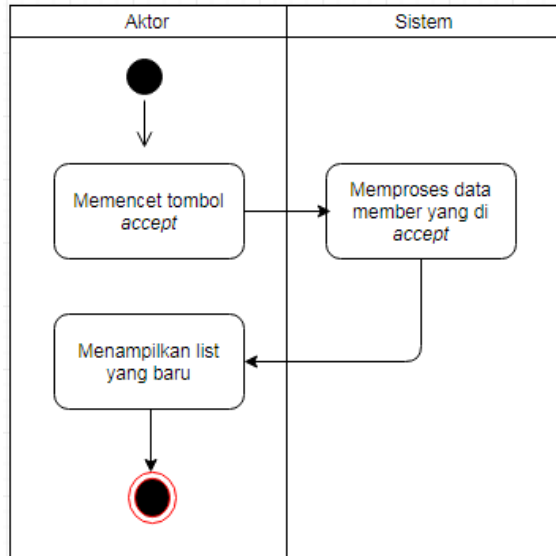 Aktor
Sistem
Memencet tombol
accept
Memproses data
member yang di
accept
Menampilkan list
yang baru